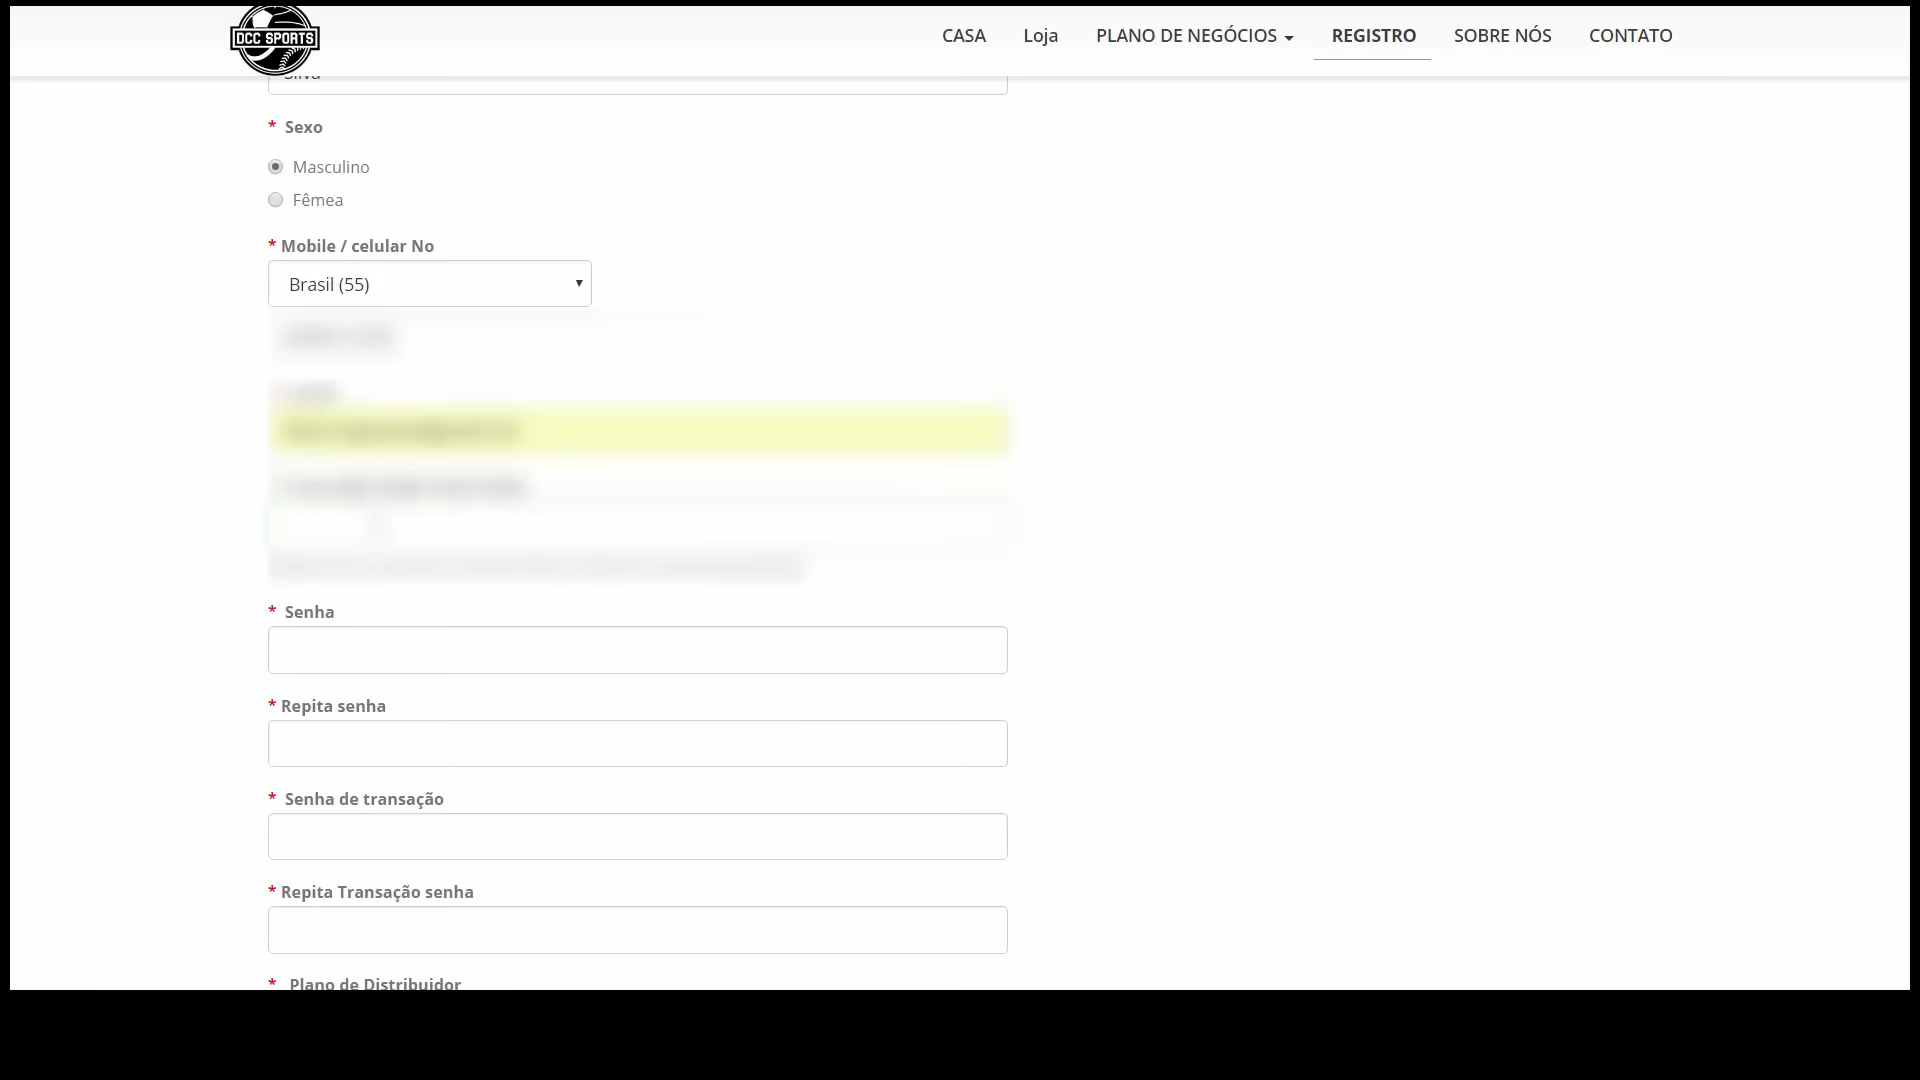 DCC SPORTS
CASA Loja PLANO DE NEGÓCIOS REGISTRO SOBRE NÓS CONTATO
Silva
* Sexo
Masculino
Fêmea
* Mobile / celular No
Brasil (55)
* Senha
* Repita senha
* Senha de transação
* Repita Transação senha
* Plano de Distribuidor